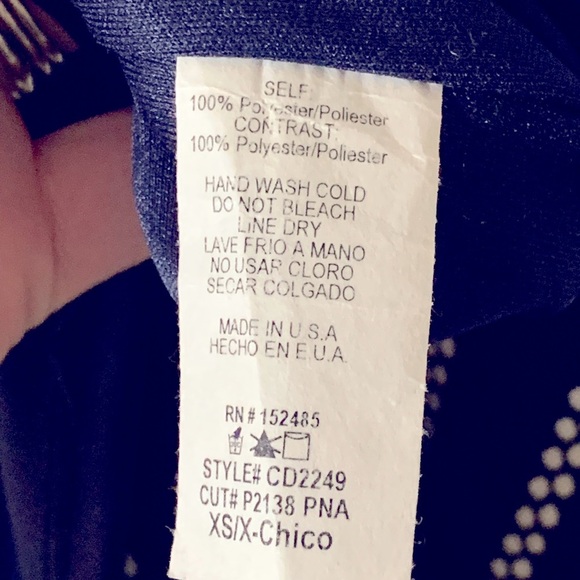 SELF:
100% Polyester/Poliester
CONTRAST:
100% Polyester/Poliester
HAND WASH COLD
DO NOT BLEACH
LINE DRY
LAVE FRIO A MANO
NO USAR CLORO
SECAR COLGADO
MADE IN U.S.A
HECHO EN E.U.A.
RN # 152485
STYLE# CD2249
CUT# P2138 PNA
XS/X-Chico